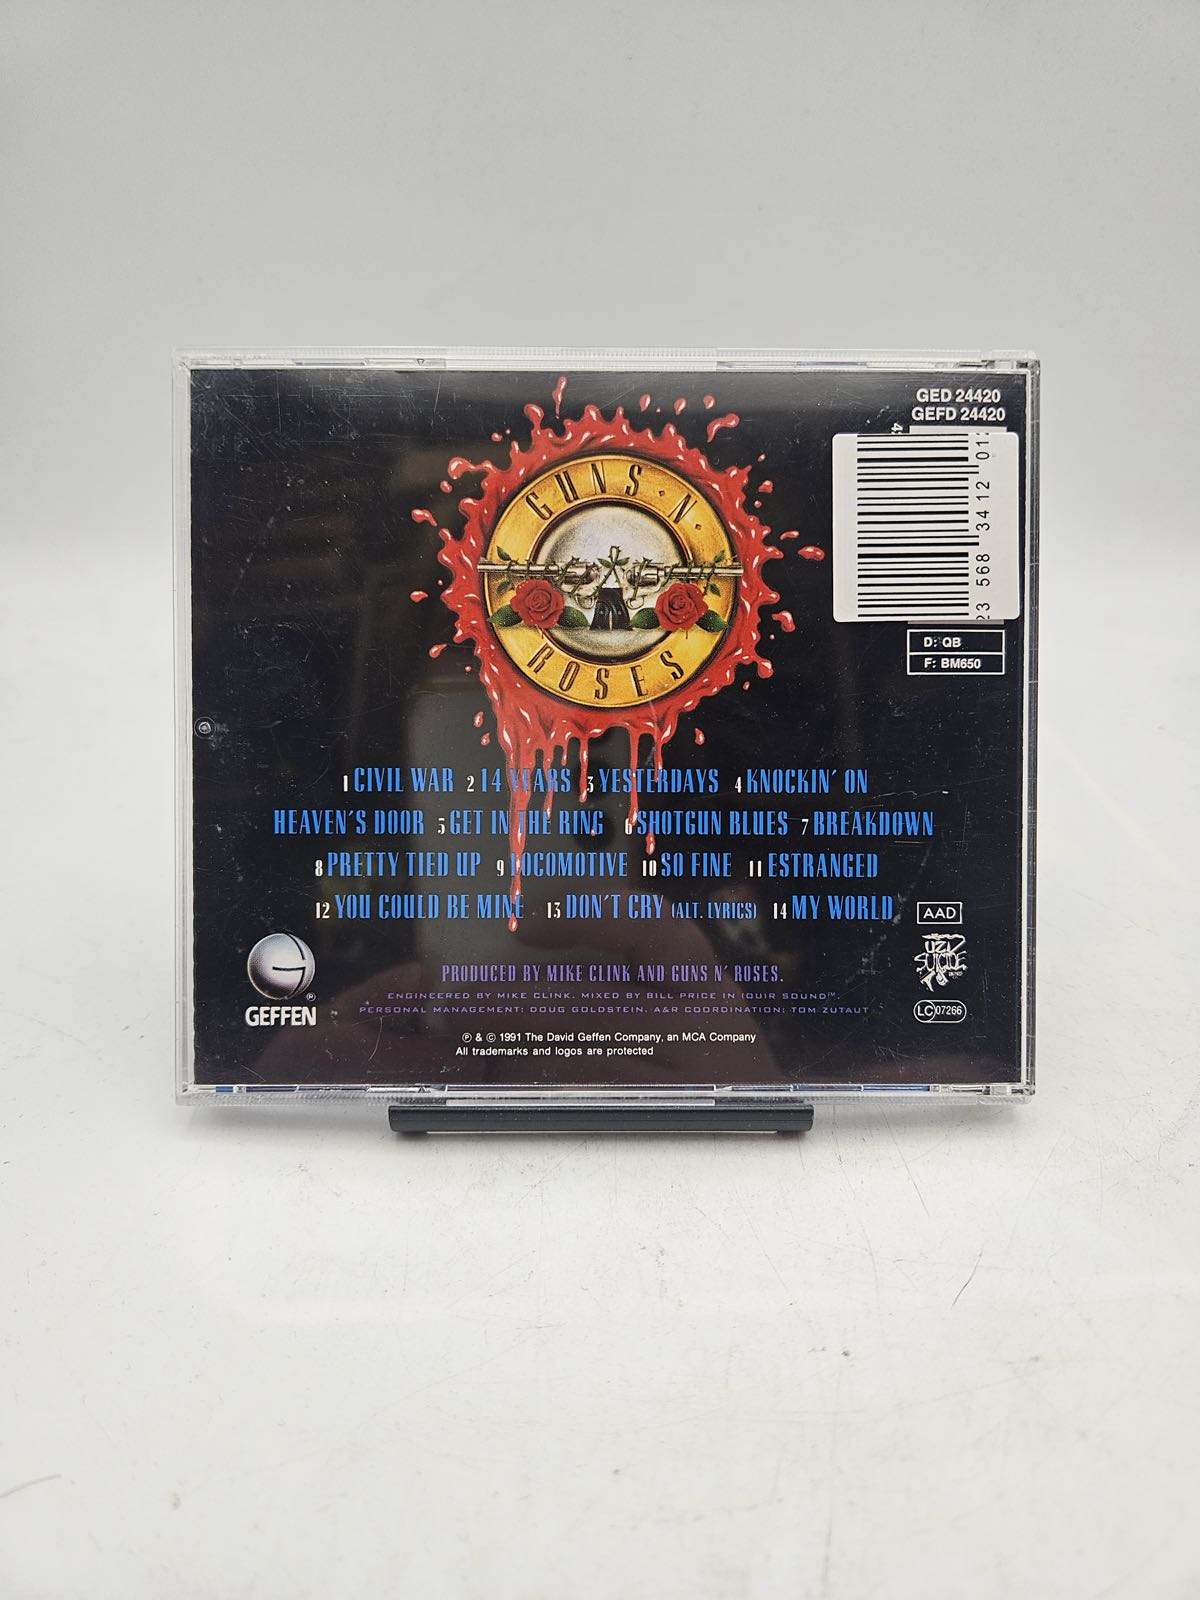 GED 24420
GEFD 24420
23 568 3412 01
D: QB
F: BM650
GUNS · N ·
ROSES
1 CIVIL WAR 2 14 YEARS 3 YESTERDAYS 4 KNOCKIN' ON
HEAVEN'S DOOR 5 GET IN THE RING 6 SHOTGUN BLUES 7 BREAKDOWN
8 PRETTY TIED UP 9 LOCOMOTIVE 10 SO FINE 11 ESTRANGED
12 YOU COULD BE MINE 13 DON'T CRY (ALT. LYRICS) 14 MY WORLD
AAD
UZI
SUICIDE
GEFFEN
PRODUCED BY MIKE CLINK AND GUNS N' ROSES.
ENGINEERED BY MIKE CLINK. MIXED BY BILL PRICE IN IQUIR SOUND™.
PERSONAL MANAGEMENT: DOUG GOLDSTEIN. A&R COORDINATION: TOM ZUTAUT
LC 07266
℗ & © 1991 The David Geffen Company, an MCA Company
All trademarks and logos are protected